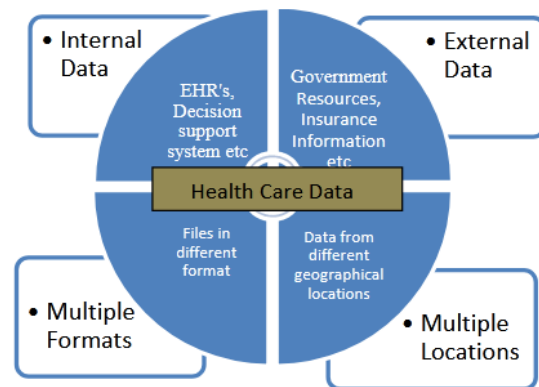 • Internal
Data
• External
Data
EHR's,
Decision
support
system etc
Government
Resources,
Insurance
Information
etc
Health Care Data
Files in
different
format
Data from
different
geographical
locations
• Multiple
Formats
• Multiple
Locations